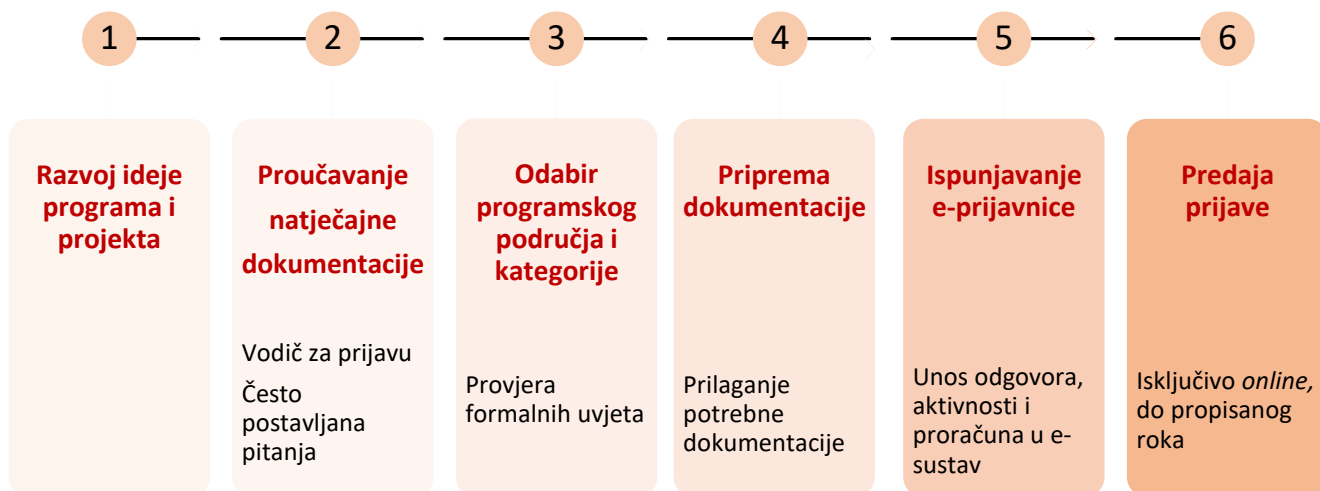 1
2
3
4
5
6
Razvoj ideje
programa i
projekta
Proučavanje
natječajne
dokumentacije
Vodič za prijavu
Često
postavljana
pitanja
Odabir
programskog
područja i
kategorije
Provjera
formalnih uvjeta
Priprema
dokumentacije
Prilaganje
potrebne
dokumentacije
Ispunjavanje
e-prijavnice
Unos odgovora,
aktivnosti i
proračuna u e-
sustav
Predaja
prijave
Isključivo online,
do propisanog
roka